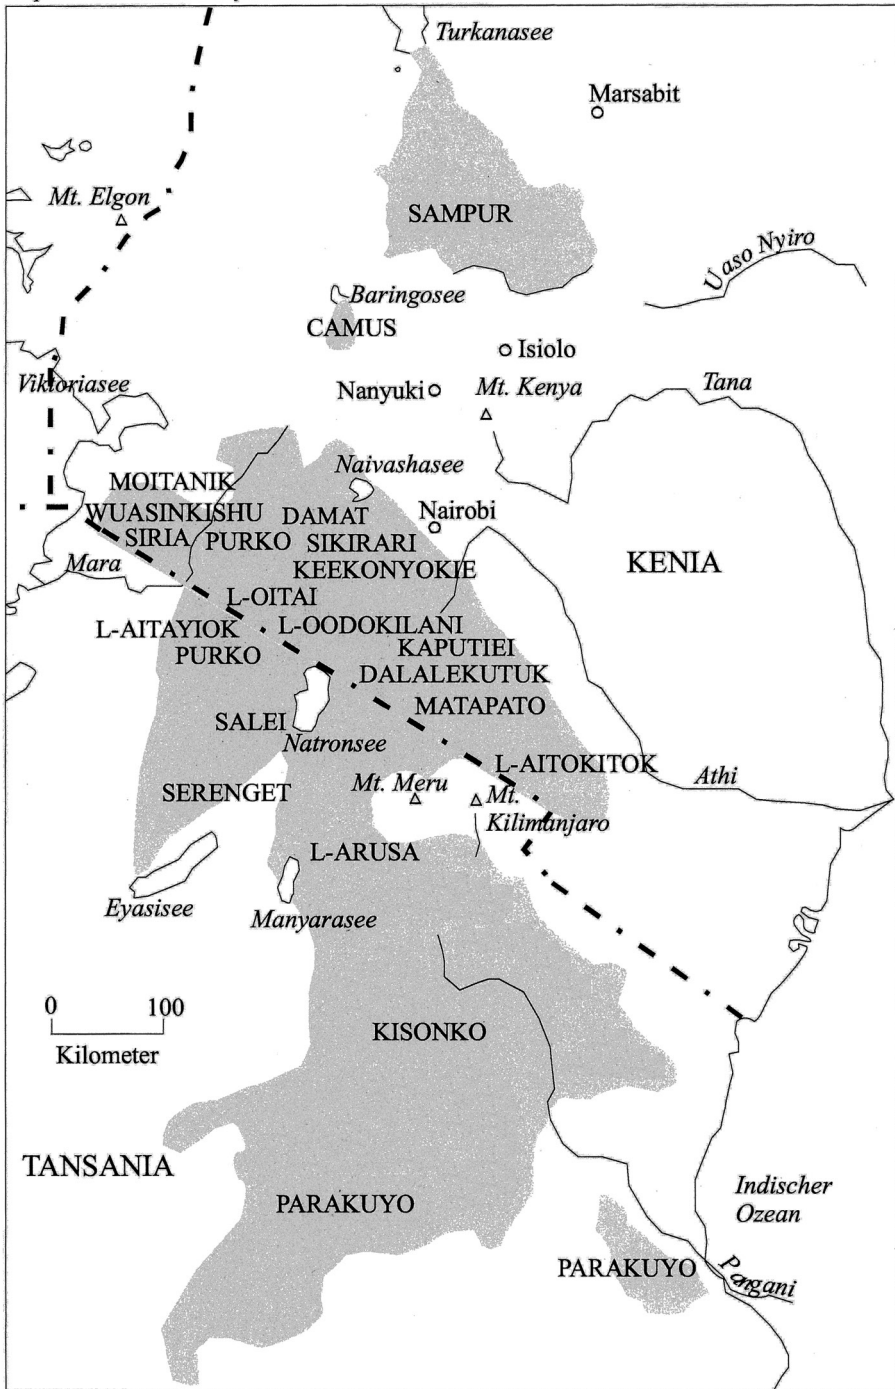 Turkanasee
Marsabit
Mt. Elgon
SAMPUR
Uaso Nyiro
Baringosee
CAMUS
Isiolo
Viktoriasee
Nanyuki
Mt. Kenya
Tana
Naivashasee
MOITANIK
WUASINKISHU
DAMAT
Nairobi
SIRIA
PURKO
SIKIRARI
Mara
KEEKONYOKIE
KENIA
L-OITAI
L-AITAYIOK
L-OODOKILANI
PURKO
KAPUTIEI
DALALEKUTUK
SALEI
MATAPATO
Natronsee
L-AITOKITOK
SERENGET
Mt. Meru
Mt.
Kilimanjaro
Athi
L-ARUSA
Eyasisee
Manyarasee
0 100
Kilometer
KISONKO
TANSANIA
PARAKUYO
Indischer
Ozean
PARAKUYO
Pangani